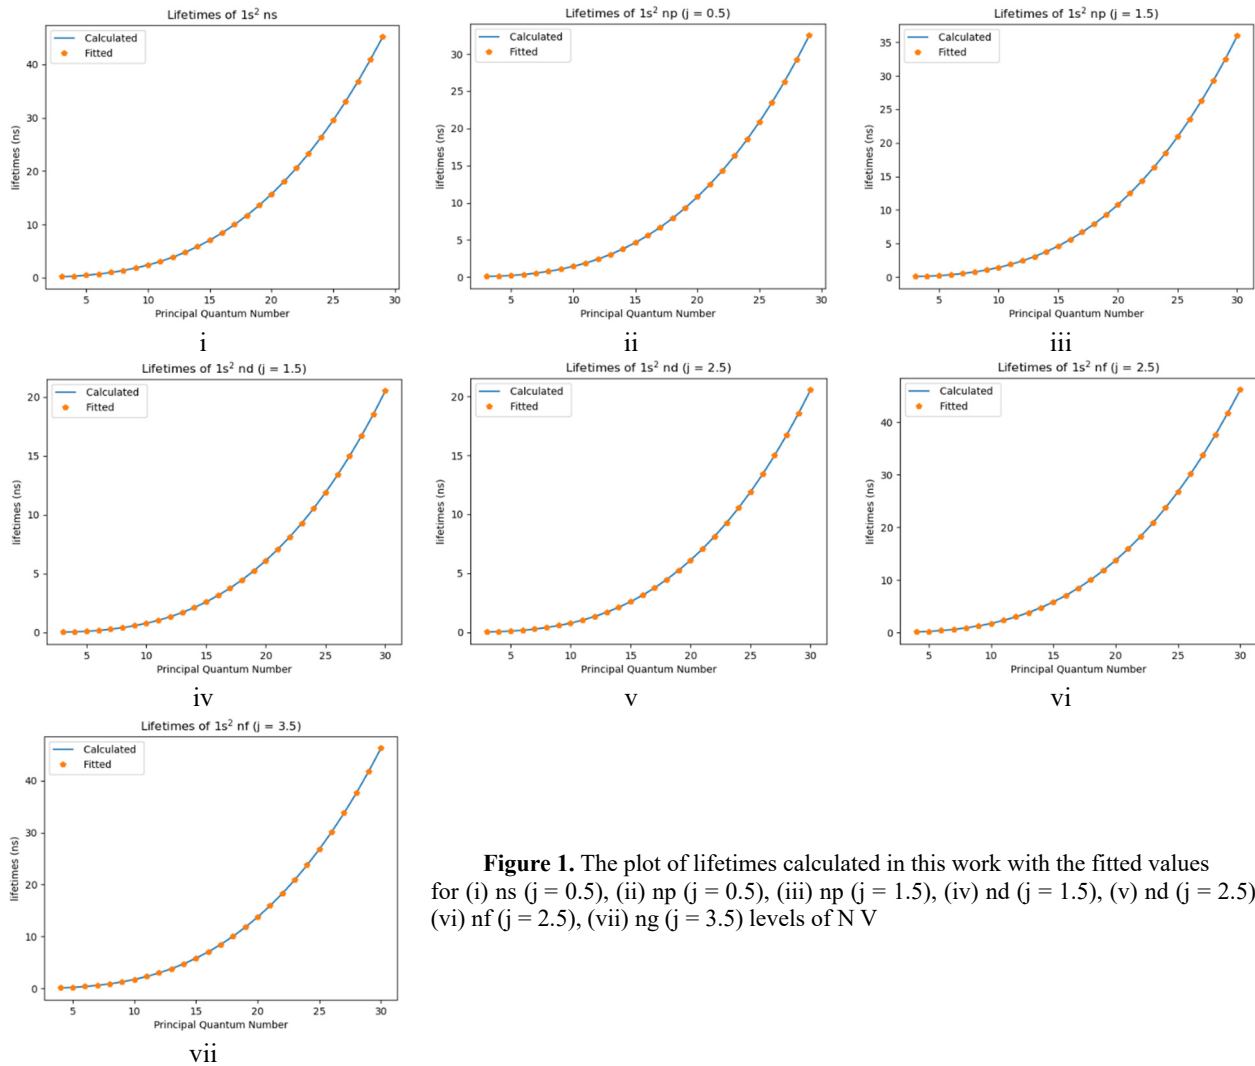 Lifetimes of 1s² ns
Calculated
Fitted
lifetimes (ns)
40
30
20
10
0
5 10 15 20 25 30
Principal Quantum Number
i
Lifetimes of 1s² np (j = 0.5)
Calculated
Fitted
lifetimes (ns)
30
25
20
15
10
5
0
5 10 15 20 25 30
Principal Quantum Number
ii
Lifetimes of 1s² np (j = 1.5)
Calculated
Fitted
lifetimes (ns)
35
30
25
20
15
10
5
0
5 10 15 20 25 30
Principal Quantum Number
iii
Lifetimes of 1s² nd (j = 1.5)
Calculated
Fitted
lifetimes (ns)
20
15
10
5
0
5 10 15 20 25 30
Principal Quantum Number
iv
Lifetimes of 1s² nd (j = 2.5)
Calculated
Fitted
lifetimes (ns)
20
15
10
5
0
5 10 15 20 25 30
Principal Quantum Number
v
Lifetimes of 1s² nf (j = 2.5)
Calculated
Fitted
lifetimes (ns)
40
30
20
10
0
5 10 15 20 25 30
Principal Quantum Number
vi
Lifetimes of 1s² nf (j = 3.5)
Calculated
Fitted
lifetimes (ns)
40
30
20
10
0
5 10 15 20 25 30
Principal Quantum Number
vii
Figure 1. The plot of lifetimes calculated in this work with the fitted values
for (i) ns (j = 0.5), (ii) np (j = 0.5), (iii) np (j = 1.5), (iv) nd (j = 1.5), (v) nd (j = 2.5)
(vi) nf (j = 2.5), (vii) ng (j = 3.5) levels of N V